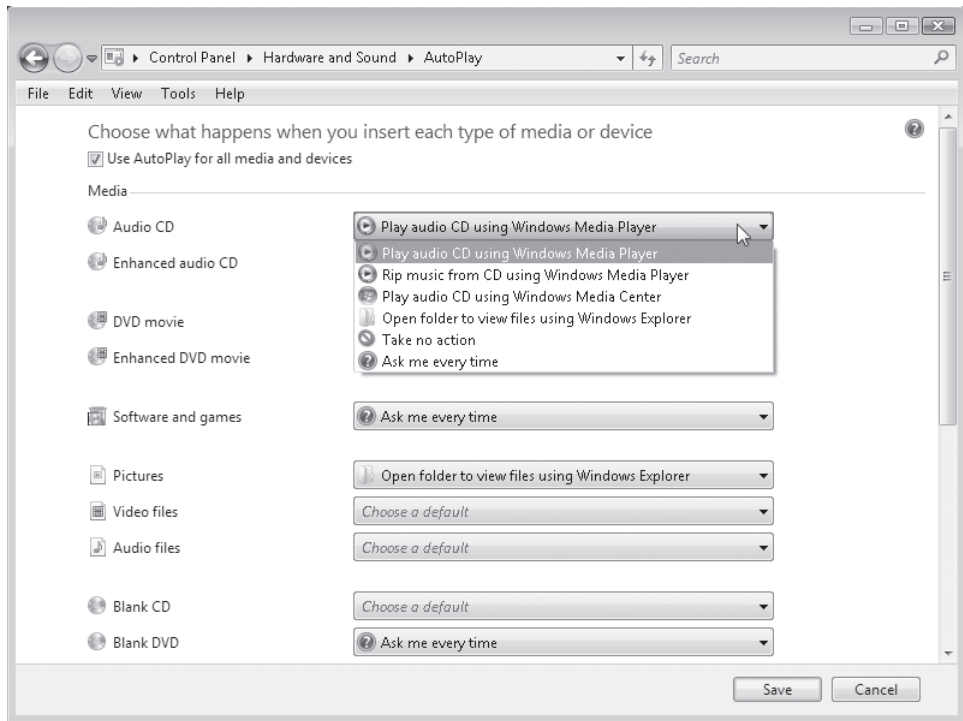 Control Panel Hardware and Sound AutoPlay Search
File Edit View Tools Help
Choose what happens when you insert each type of media or device
Use AutoPlay for all media and devices
Media
Audio CD Play audio CD using Windows Media Player
Play audio CD using Windows Media Player
Enhanced audio CD Rip music from CD using Windows Media Player
Play audio CD using Windows Media Center
DVD movie Open folder to view files using Windows Explorer
Take no action
Enhanced DVD movie Ask me every time
Software and games Ask me every time
Pictures Open folder to view files using Windows Explorer
Video files Choose a default
Audio files Choose a default
Blank CD Choose a default
Blank DVD Ask me every time
Save Cancel